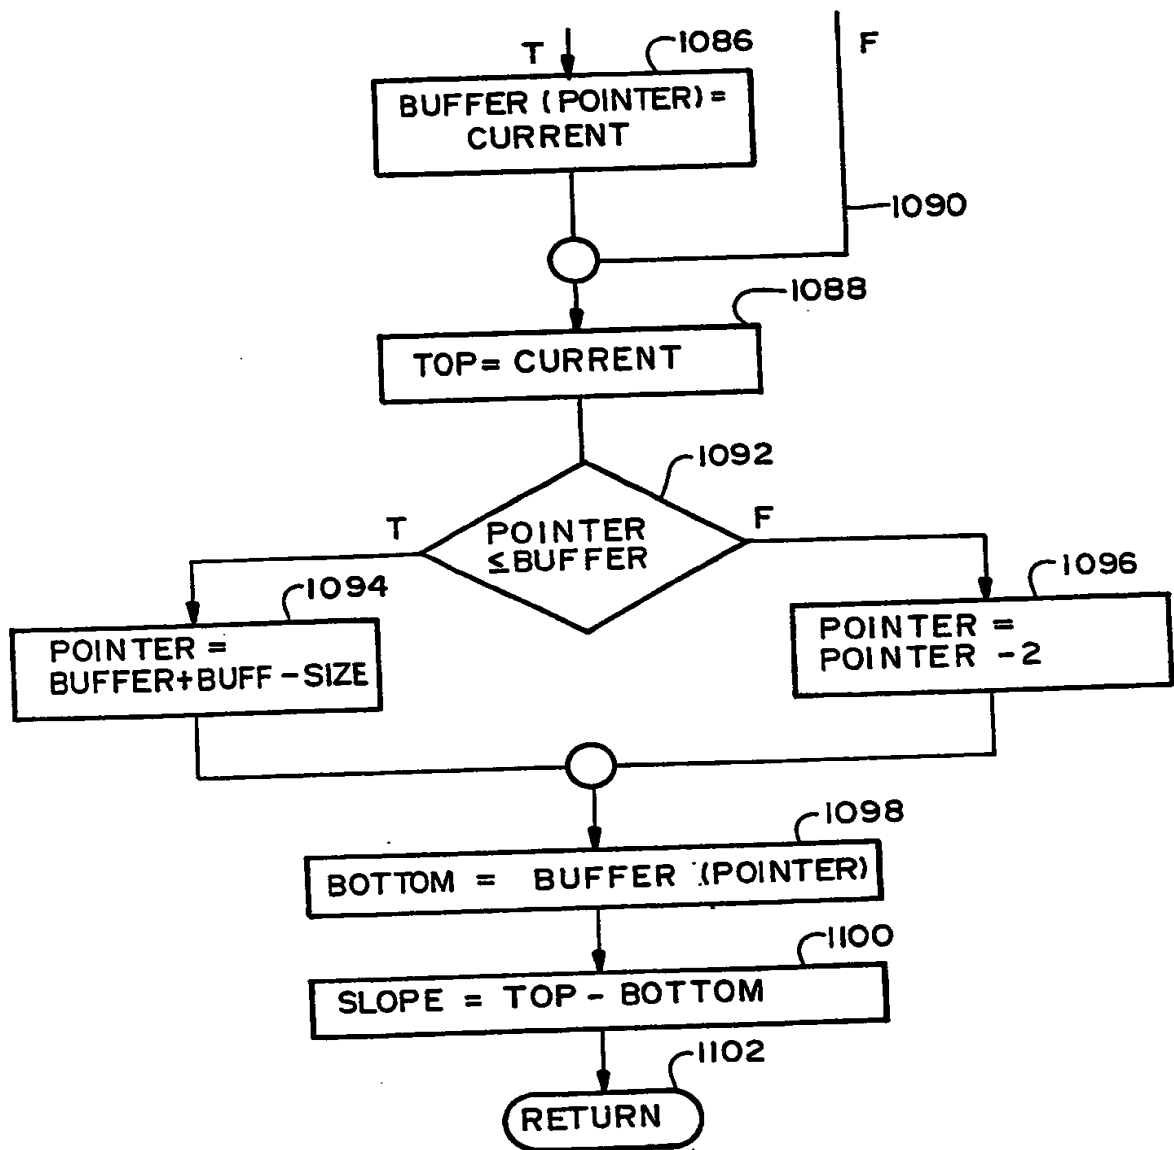 T
1086
F
BUFFER (POINTER)=
CURRENT
1090
1088
TOP= CURRENT
1092
T
POINTER
≤BUFFER
F
1094
POINTER =
BUFFER+BUFF-SIZE
1096
POINTER =
POINTER -2
1098
BOTTOM = BUFFER (POINTER)
1100
SLOPE = TOP - BOTTOM
1102
RETURN